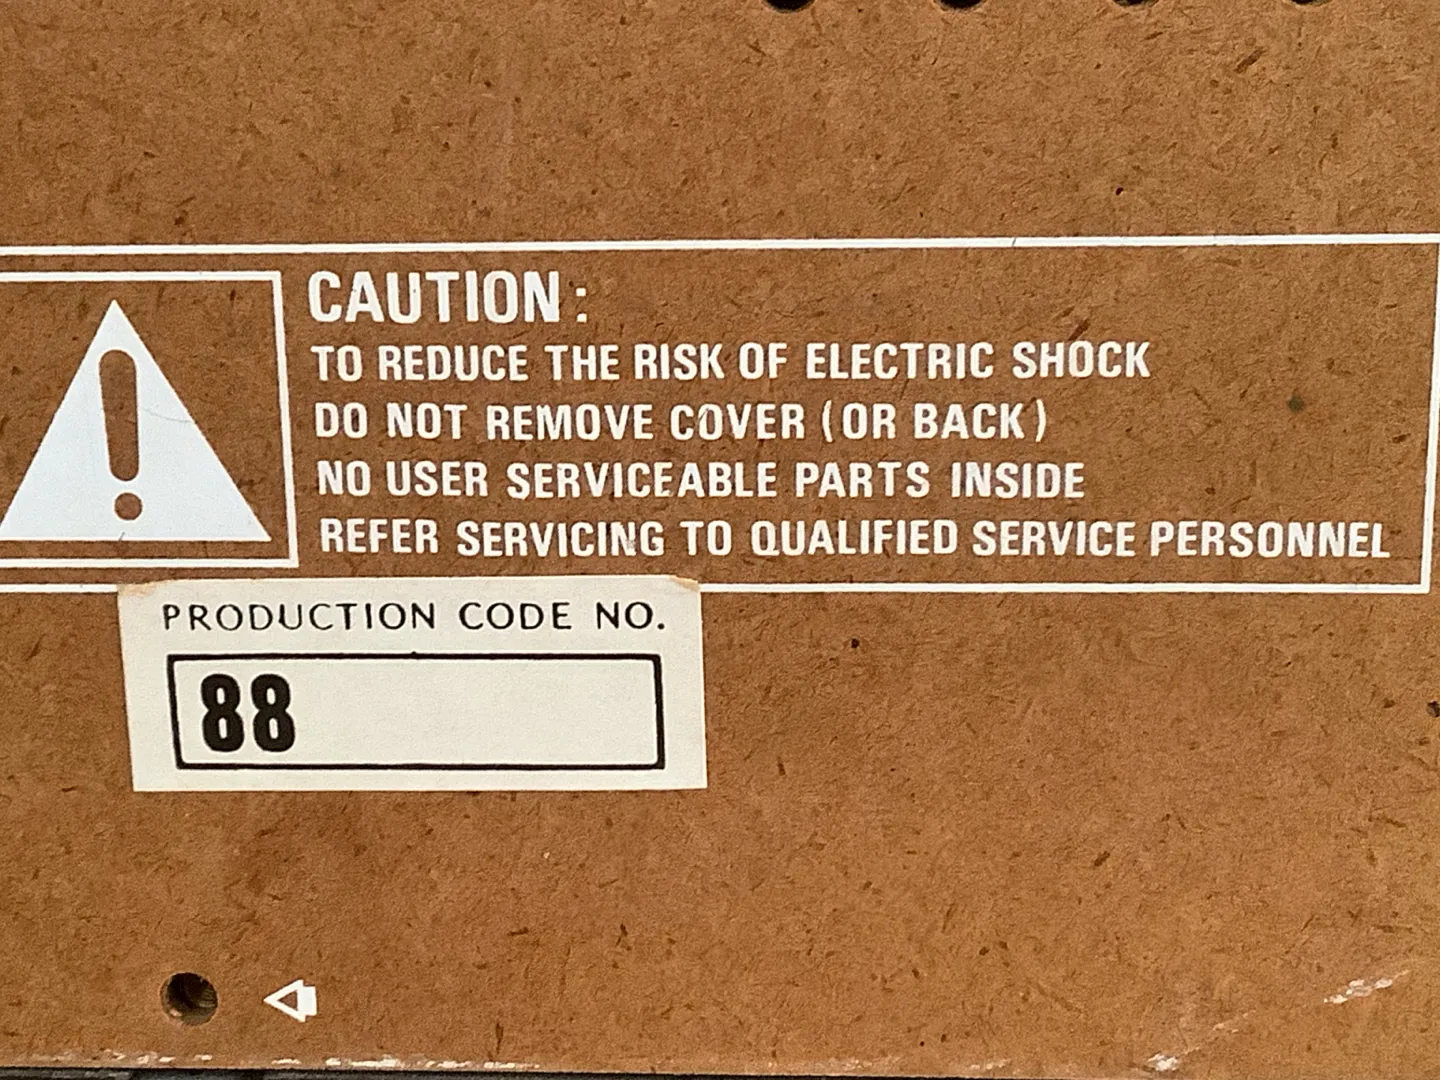 CAUTION:
TO REDUCE THE RISK OF ELECTRIC SHOCK
DO NOT REMOVE COVER (OR BACK)
NO USER SERVICEABLE PARTS INSIDE
REFER SERVICING TO QUALIFIED SERVICE PERSONNEL
PRODUCTION CODE NO.
88